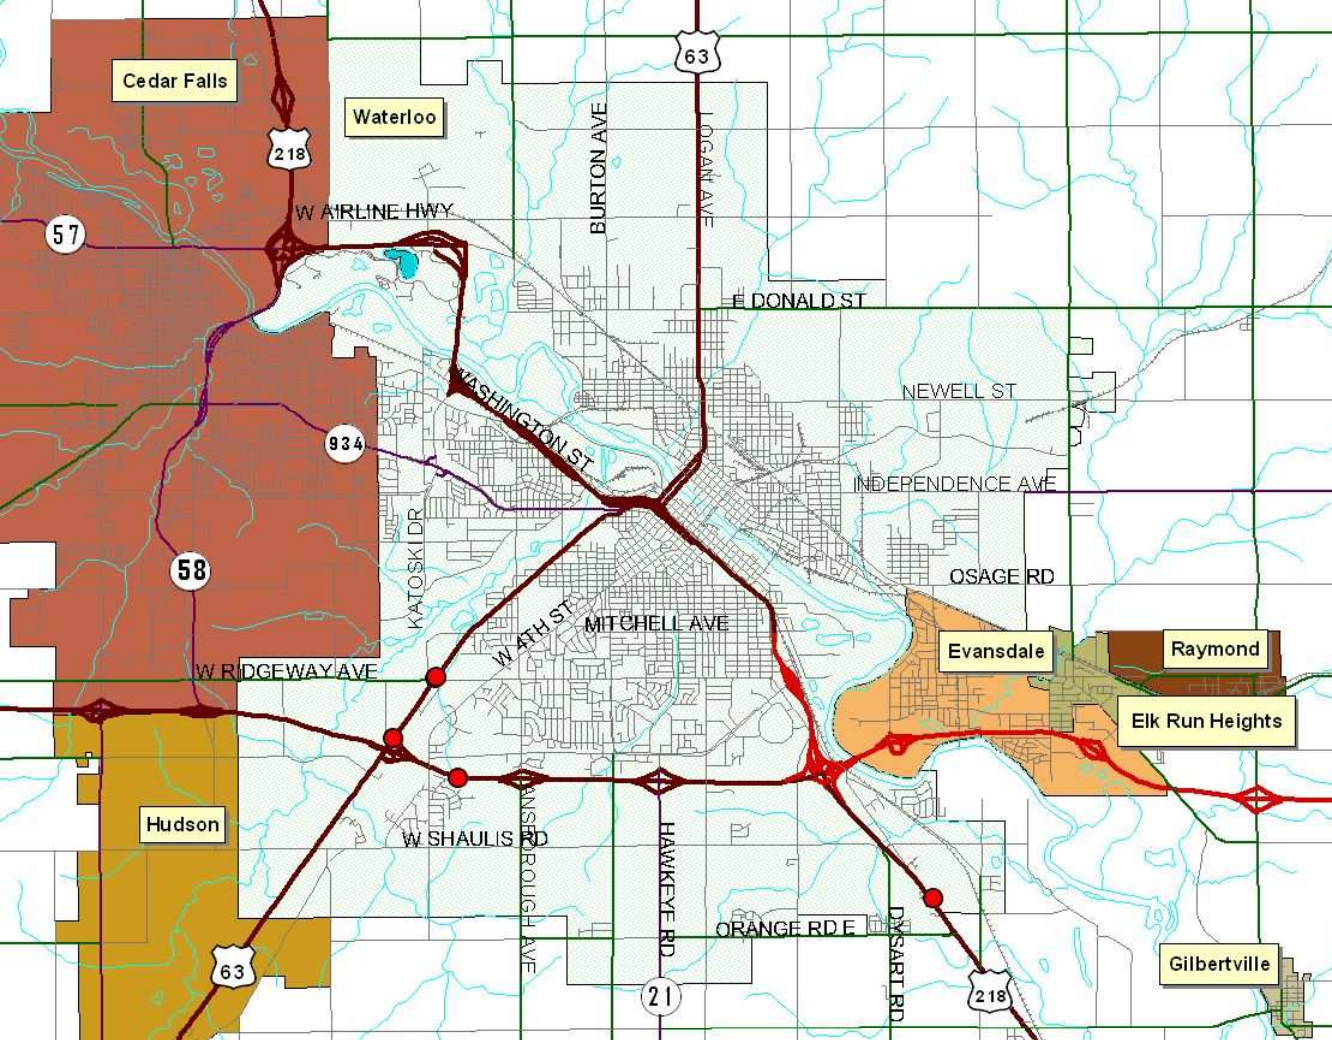 63
Cedar Falls
Waterloo
218
BURTON AVE
LOGAN AVE
W AIRLINE HWY
57
E DONALD ST
WASHINGTON ST
NEWELL ST
934
INDEPENDENCE AVE
KATOSKI DR
58
OSAGE RD
W 4TH ST
MITCHELL AVE
Evansdale
Raymond
W RIDGEWAY AVE
Elk Run Heights
Hudson
W SHAULIS RD
ANSBOROUGH AVE
HAWKEYE RD
ORANGE RD E
DYSART RD
63
Gilbertville
21
218